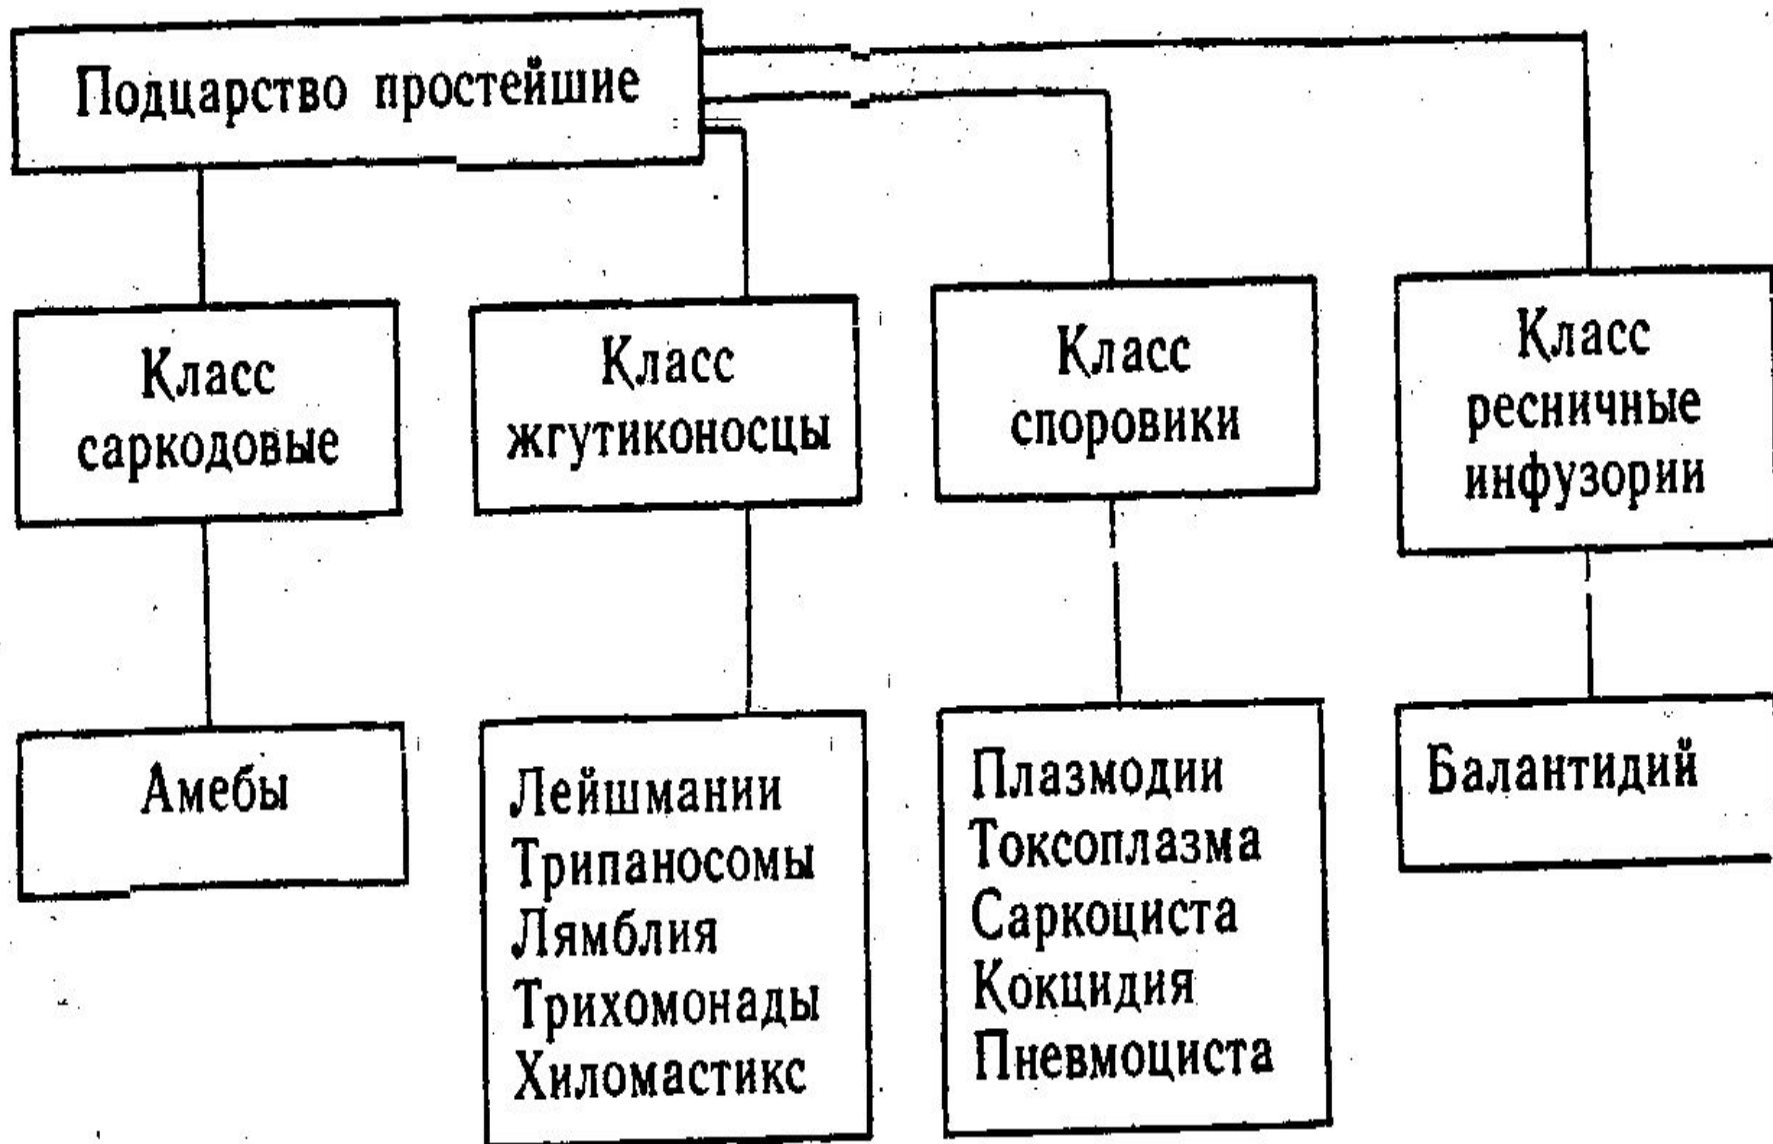 Подцарство простейшие
Класс
саркодовые
Класс
жгутиконосцы
Класс
споровики
Класс
ресничные
инфузории
Амебы
Лейшмании
Трипаносомы
Лямблия
Трихомонады
Хиломастикс
Плазмодии
Токсоплазма
Саркоциста
Кокцидия
Пневмоциста
Балантидий